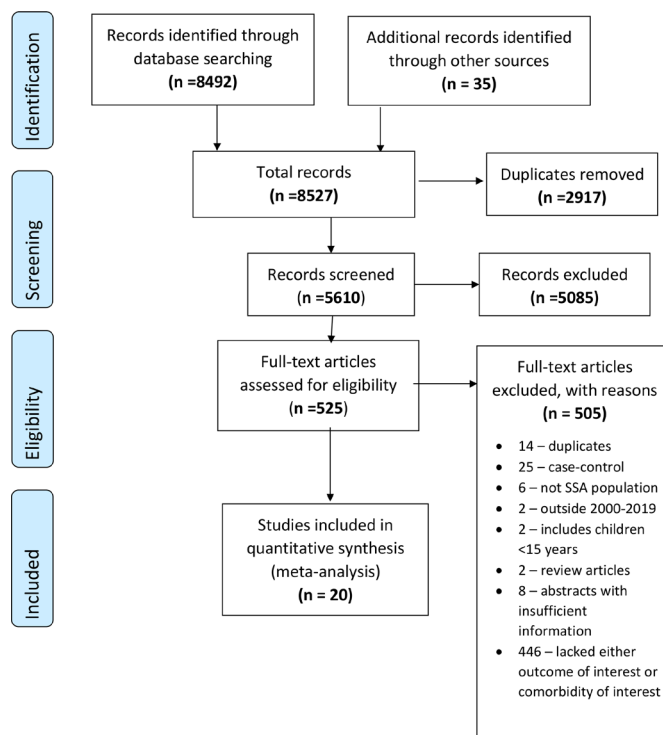 Identification
Records identified through
database searching
(n =8492)
Additional records identified
through other sources
(n = 35)
Total records
(n =8527)
Duplicates removed
(n =2917)
Screening
Records screened
(n =5610)
Records excluded
(n =5085)
Eligibility
Full-text articles
assessed for eligibility
(n =525)
Full-text articles
excluded, with reasons
(n = 505)
• 14 – duplicates
• 25 – case-control
• 6 – not SSA population
• 2 – outside 2000-2019
• 2 – includes children
<15 years
• 2 – review articles
• 8 – abstracts with
insufficient
information
• 446 – lacked either
outcome of interest or
comorbidity of interest
Included
Studies included in
quantitative synthesis
(meta-analysis)
(n = 20)